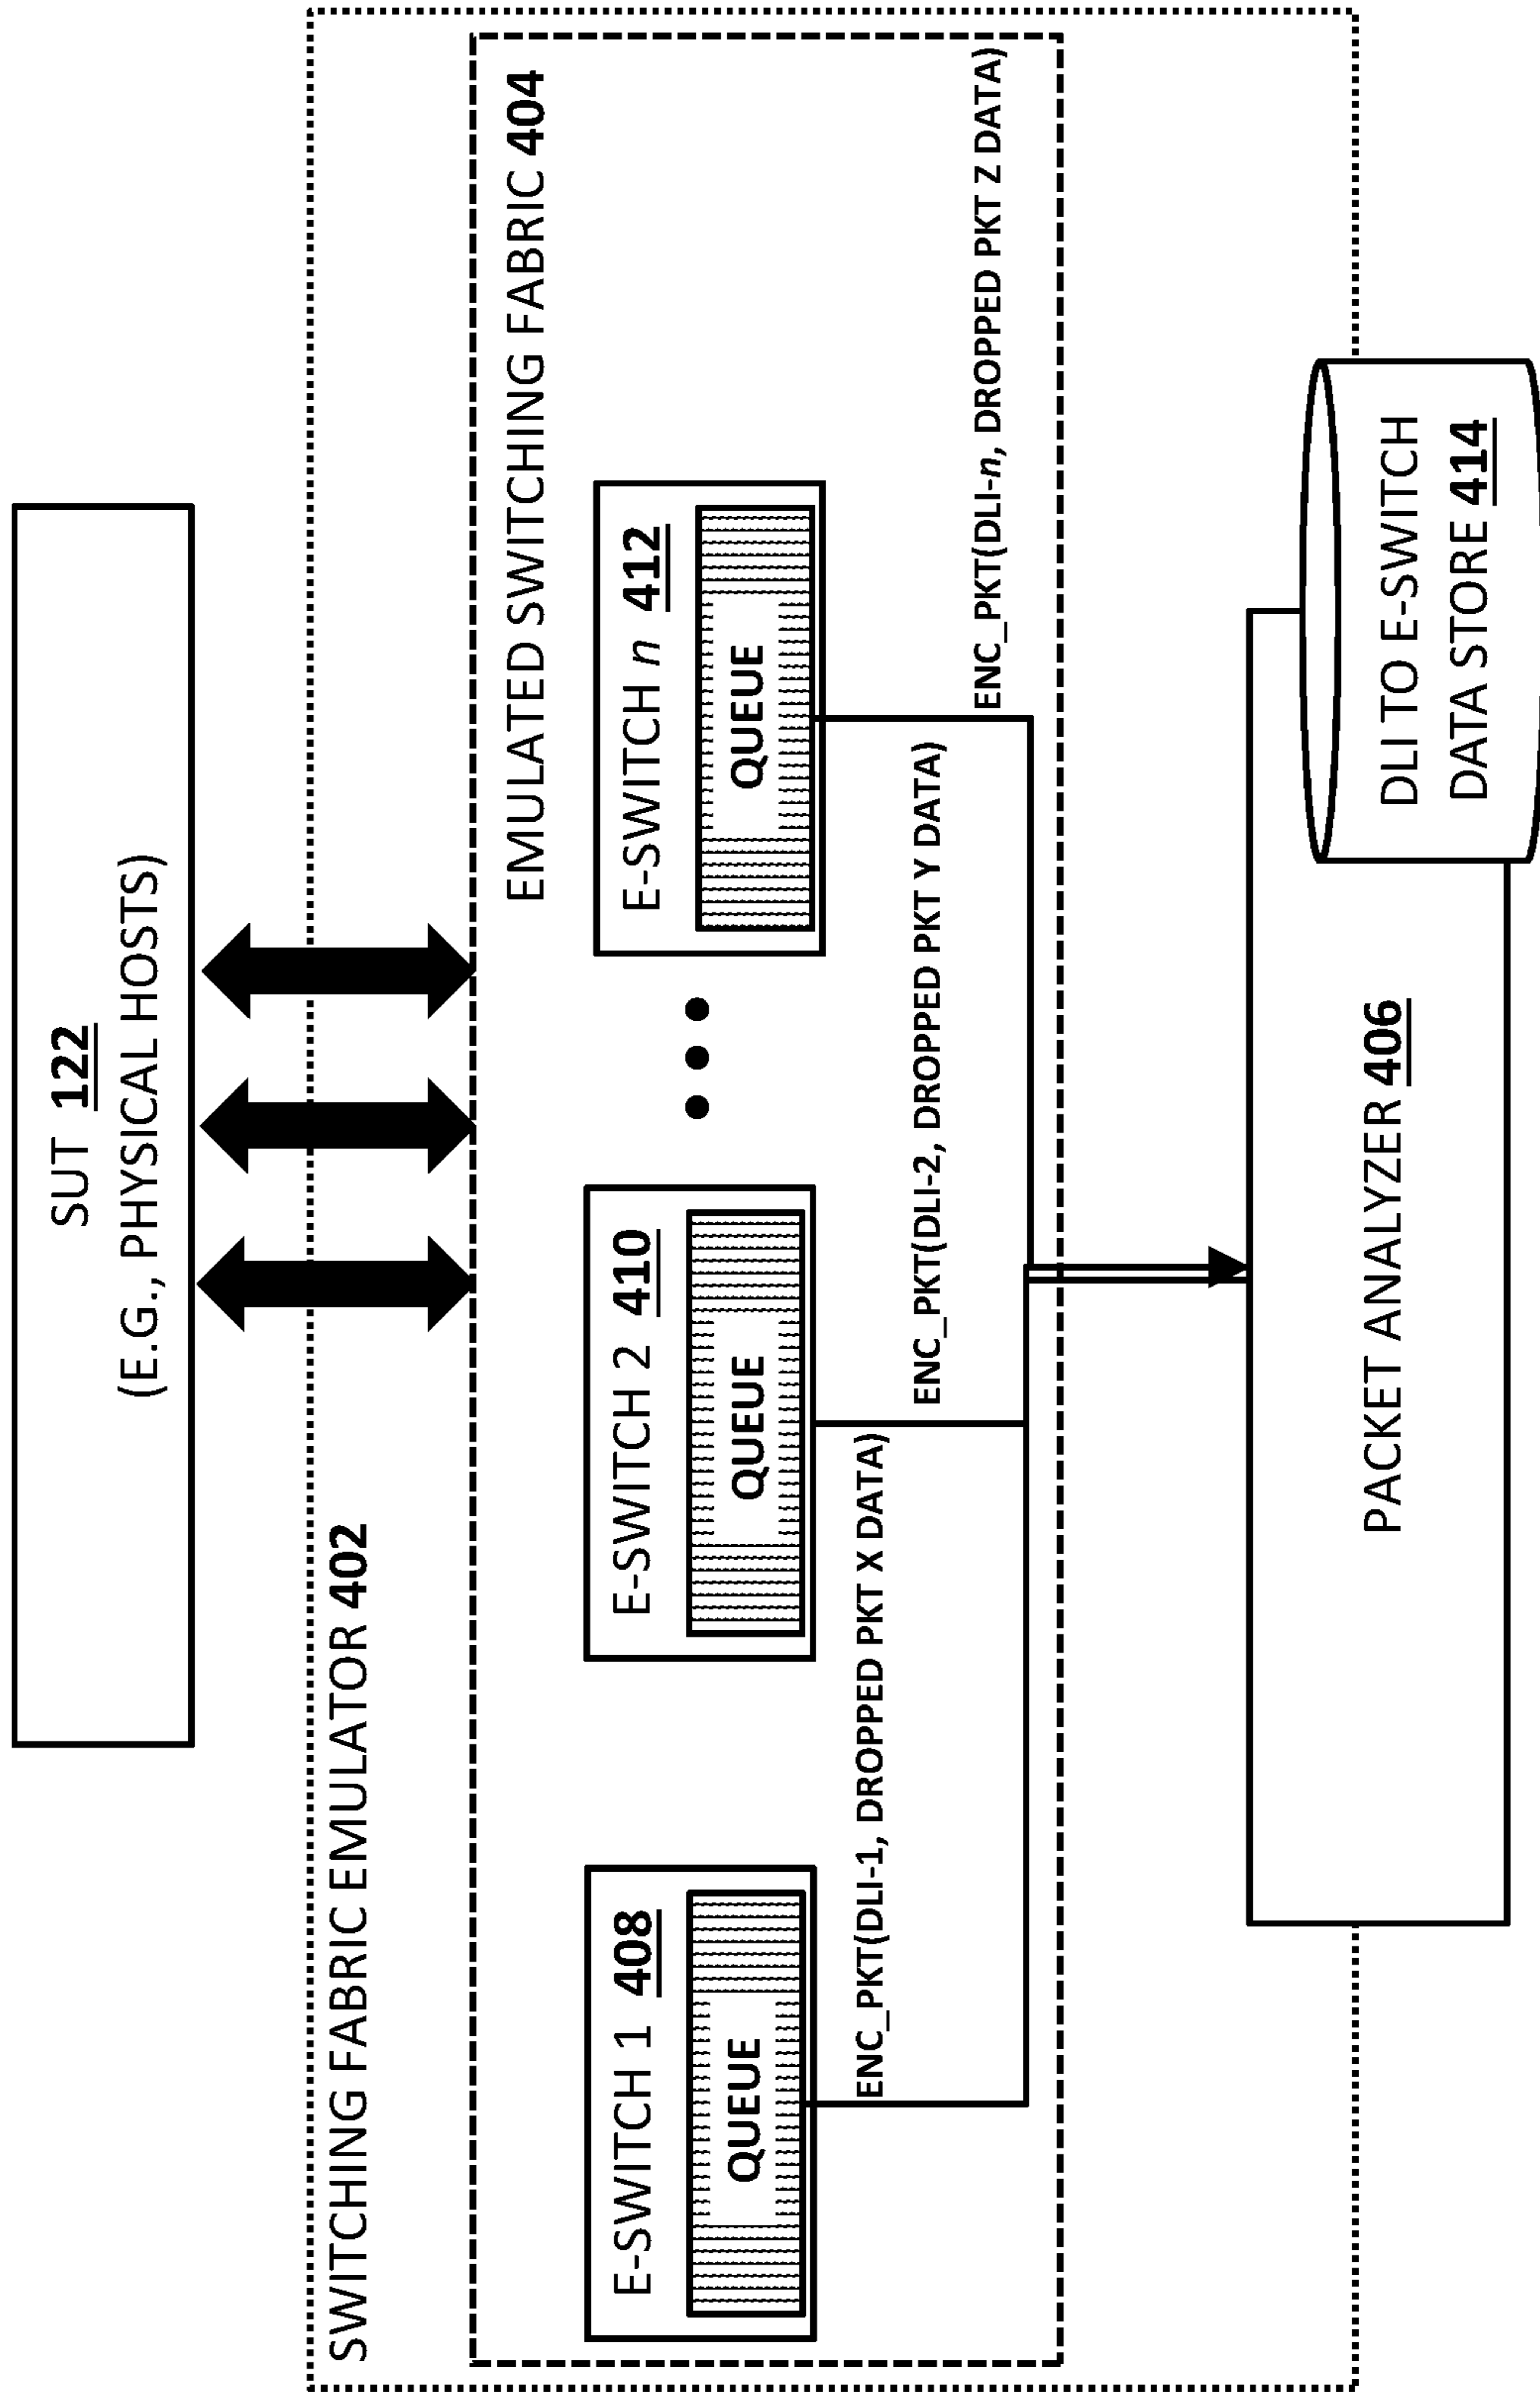 SUT 122
(E.G., PHYSICAL HOSTS)
SWITCHING FABRIC EMULATOR 402
EMULATED SWITCHING FABRIC 404
E-SWITCH 1 408
QUEUE
E-SWITCH 2 410
QUEUE
E-SWITCH n 412
QUEUE
ENC_PKT(DLI-1, DROPPED PKT X DATA)
ENC_PKT(DLI-2, DROPPED PKT Y DATA)
ENC_PKT(DLI-n, DROPPED PKT Z DATA)
PACKET ANALYZER 406
DLI TO E-SWITCH
DATA STORE 414